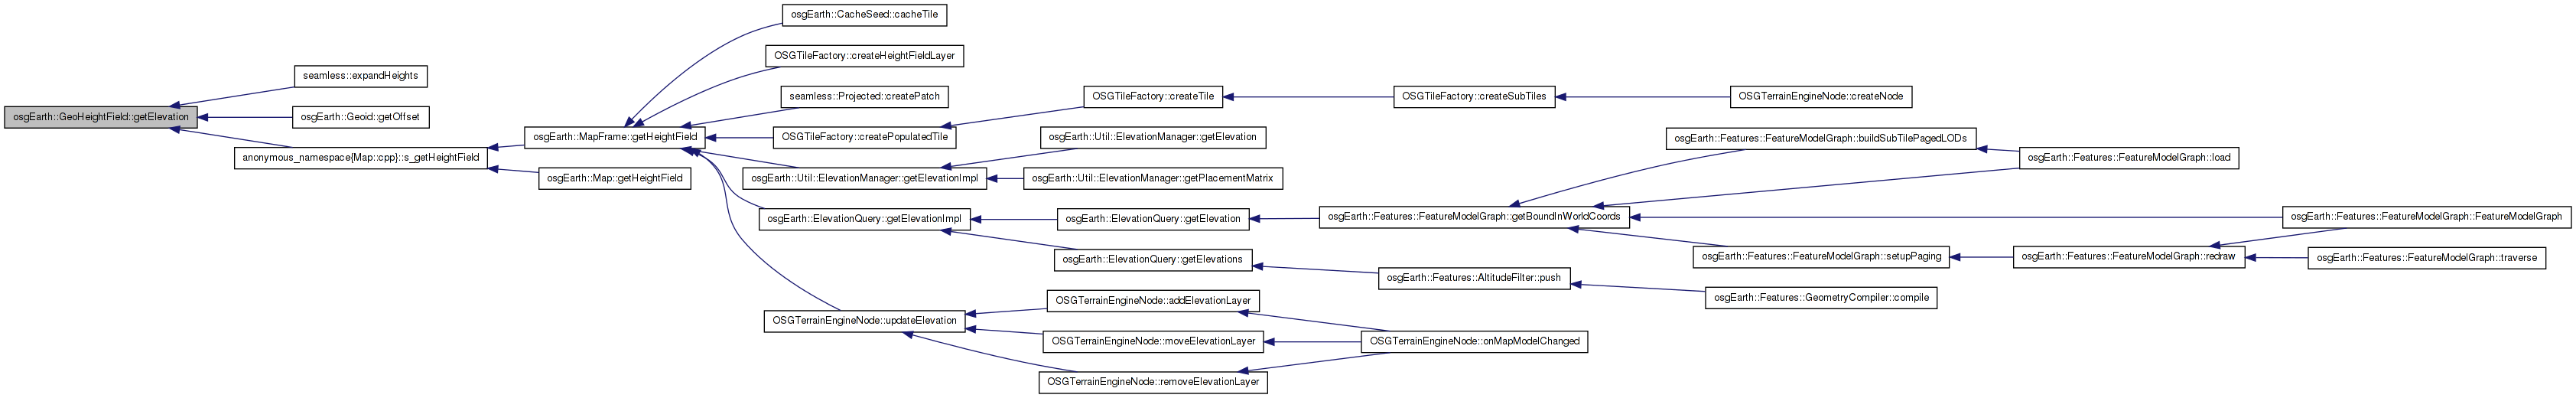 osgEarth::CacheSeed::cacheTile
OSGTileFactory::createHeightFieldLayer
seamless::expandHeights
seamless::Projected::createPatch
OSGTileFactory::createTile
OSGTileFactory::createSubTiles
OSGTerrainEngineNode::createNode
osgEarth::GeoHeightField::getElevation
osgEarth::Geoid::getOffset
osgEarth::MapFrame::getHeightField
OSGTileFactory::createPopulatedTile
osgEarth::Util::ElevationManager::getElevation
osgEarth::Features::FeatureModelGraph::buildSubTilePagedLODs
anonymous_namespace{Map.cpp}::s_getHeightField
osgEarth::Features::FeatureModelGraph::load
osgEarth::Map::getHeightField
osgEarth::Util::ElevationManager::getElevationImpl
osgEarth::Util::ElevationManager::getPlacementMatrix
osgEarth::ElevationQuery::getElevationImpl
osgEarth::ElevationQuery::getElevation
osgEarth::Features::FeatureModelGraph::getBoundInWorldCoords
osgEarth::Features::FeatureModelGraph::FeatureModelGraph
osgEarth::ElevationQuery::getElevations
osgEarth::Features::FeatureModelGraph::setupPaging
osgEarth::Features::FeatureModelGraph::redraw
osgEarth::Features::FeatureModelGraph::traverse
osgEarth::Features::AltitudeFilter::push
osgEarth::Features::GeometryCompiler::compile
OSGTerrainEngineNode::addElevationLayer
OSGTerrainEngineNode::updateElevation
OSGTerrainEngineNode::moveElevationLayer
OSGTerrainEngineNode::onMapModelChanged
OSGTerrainEngineNode::removeElevationLayer